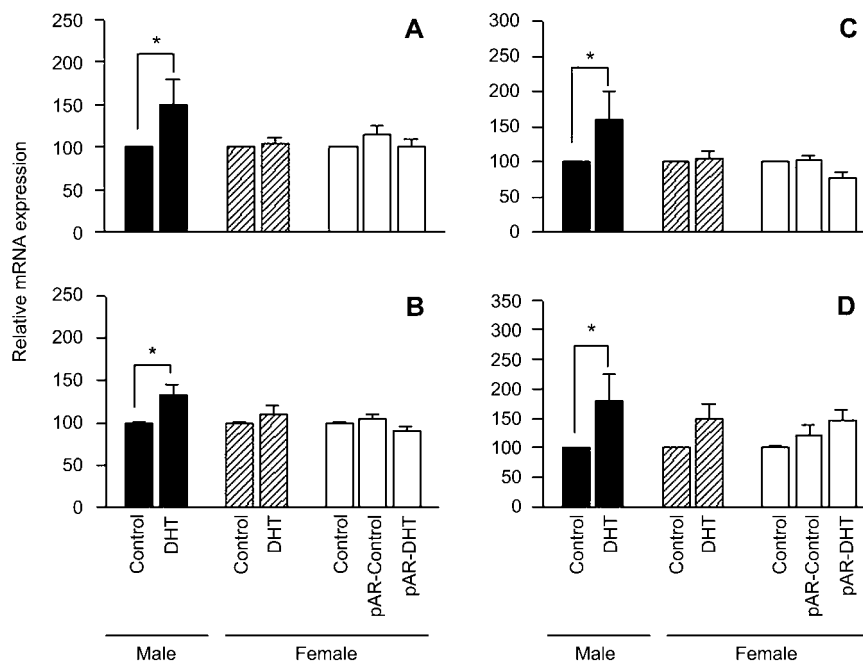 Relative mRNA expression
A
250
200
150
100
50
0
*
B
250
200
150
100
50
0
*
Control
DHT
Control
DHT
Control
pAR-Control
pAR-DHT
Male
Female
C
250
200
150
100
50
0
*
D
350
300
250
200
150
100
50
0
*
Control
DHT
Control
DHT
Control
pAR-Control
pAR-DHT
Male
Female